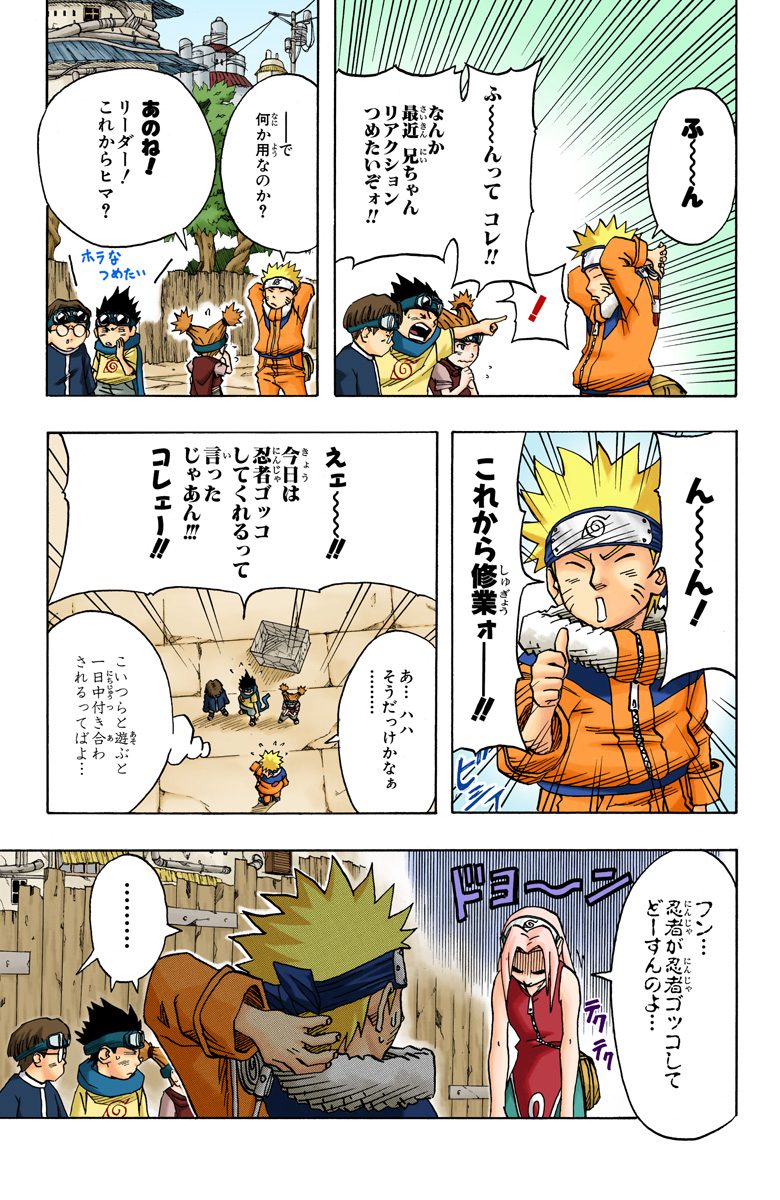 ふ～～～ん
ふ～～～んって コレ!!
なんか
最近 兄ちゃん
リアクション
つめたいぞォ!!
！
――で
何か用なのか？
あのね！
リーダー！
これからヒマ？
ホラな
つめたい
ん～～～ん！
これから修業ォ――!!
ビシィ
えェ～～!!
今日は
忍者ゴッコ
してくれるって
言った
じゃあん!!!
コレェー!!
あ… ハハ
そうだっけかなぁ
………
こいつらと遊ぶと
一日中付き合わ
されるってばよ…
フン…
忍者が忍者ゴッコして
どーすんのよ…
ドヨ～ン
テクテク
………